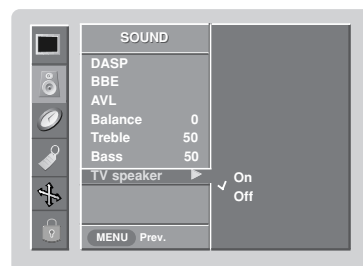 SOUND
DASP
BBE
AVL
Balance 0
Treble 50
Bass 50
TV speaker ▶ On
✓ Off
MENU Prev.